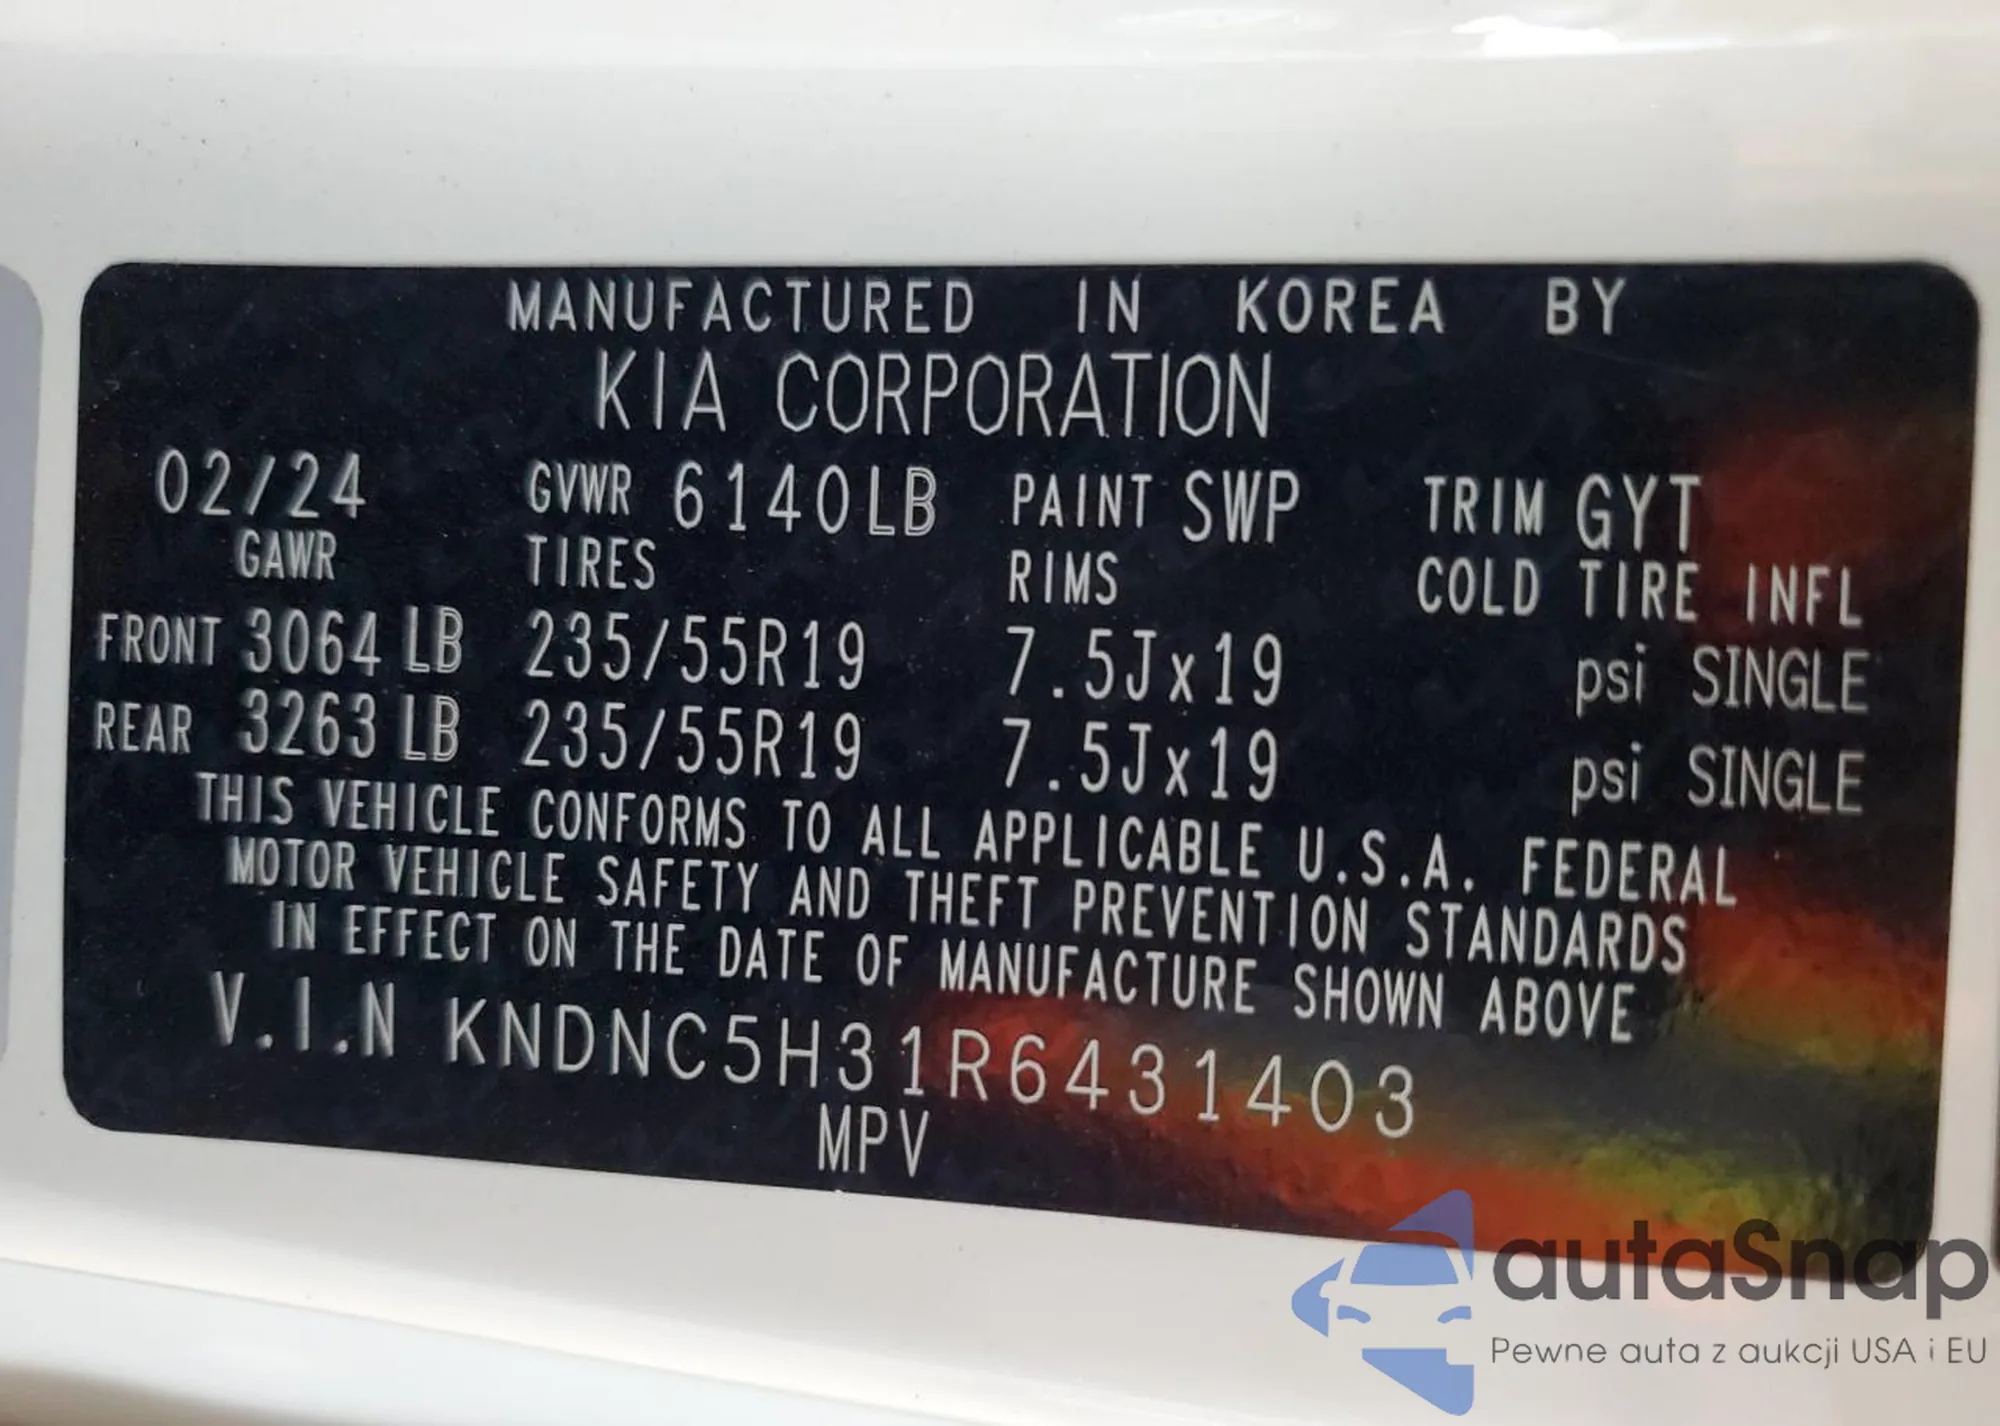 MANUFACTURED IN KOREA BY
KIA CORPORATION
02/24 GVWR 6140LB PAINT SWP TRIM GYT
GAWR TIRES RIMS COLD TIRE INFL
FRONT 3064 LB 235/55R19 7.5Jx19 psi SINGLE
REAR 3263 LB 235/55R19 7.5Jx19 psi SINGLE
THIS VEHICLE CONFORMS TO ALL APPLICABLE U.S.A. FEDERAL
MOTOR VEHICLE SAFETY AND THEFT PREVENTION STANDARDS
IN EFFECT ON THE DATE OF MANUFACTURE SHOWN ABOVE
V.I.N KNDNC5H31R6431403
MPV
autaSnap
Pewne auta z aukcji USA i EU